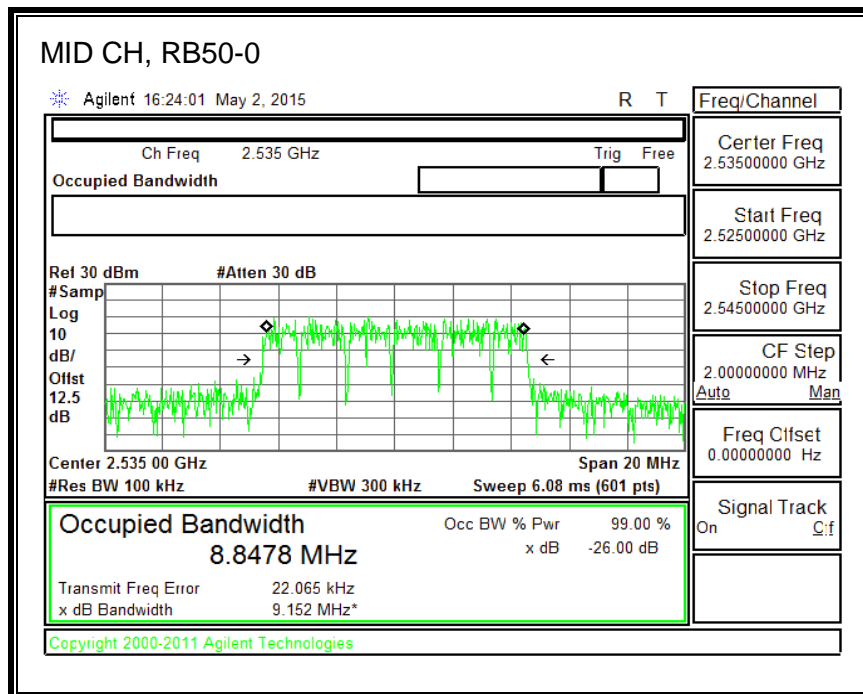 MID CH, RB50-0
Agilent 16:24:01 May 2, 2015 R T Freq/Channel
Ch Freq 2.535 GHz Trig Free
Occupied Bandwidth
Center Freq
2.53500000 GHz
Start Freq
2.52500000 GHz
Stop Freq
2.54500000 GHz
CF Step
2.00000000 MHz
Auto Man
Freq Offset
0.00000000 Hz
Signal Track
On Off
Ref 30 dBm #Atten 30 dB
#Samp
Log
10
dB/
Offst
12.5
dB
Center 2.535 00 GHz Span 20 MHz
#Res BW 100 kHz #VBW 300 kHz Sweep 6.08 ms (601 pts)
Occupied Bandwidth Occ BW % Pwr 99.00 %
8.8478 MHz x dB -26.00 dB
Transmit Freq Error 22.065 kHz
x dB Bandwidth 9.152 MHz*
Copyright 2000-2011 Agilent Technologies